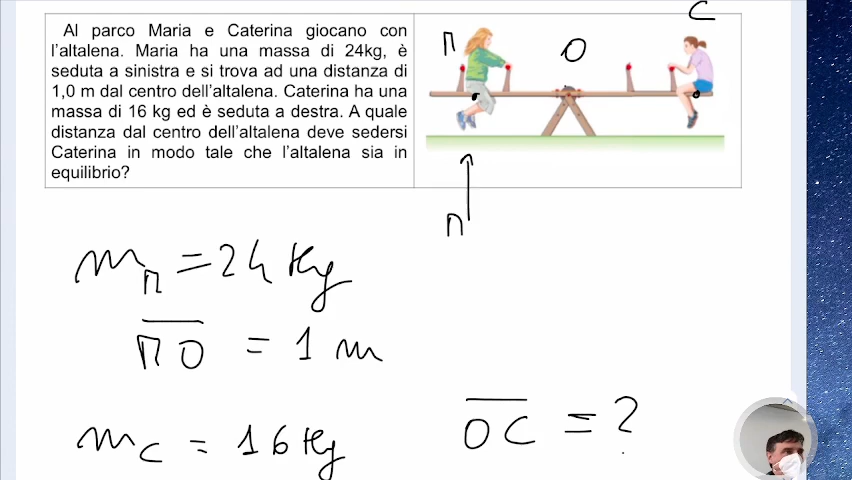 Al parco Maria e Caterina giocano con
l'altalena. Maria ha una massa di 24kg, è
seduta a sinistra e si trova ad una distanza di
1,0 m dal centro dell'altalena. Caterina ha una
massa di 16 kg ed è seduta a destra. A quale
distanza dal centro dell'altalena deve sedersi
Caterina in modo tale che l'altalena sia in
equilibrio?
M O C
M
m_M = 24 Kg
MO = 1 m
m_C = 16 Kg
OC = ?